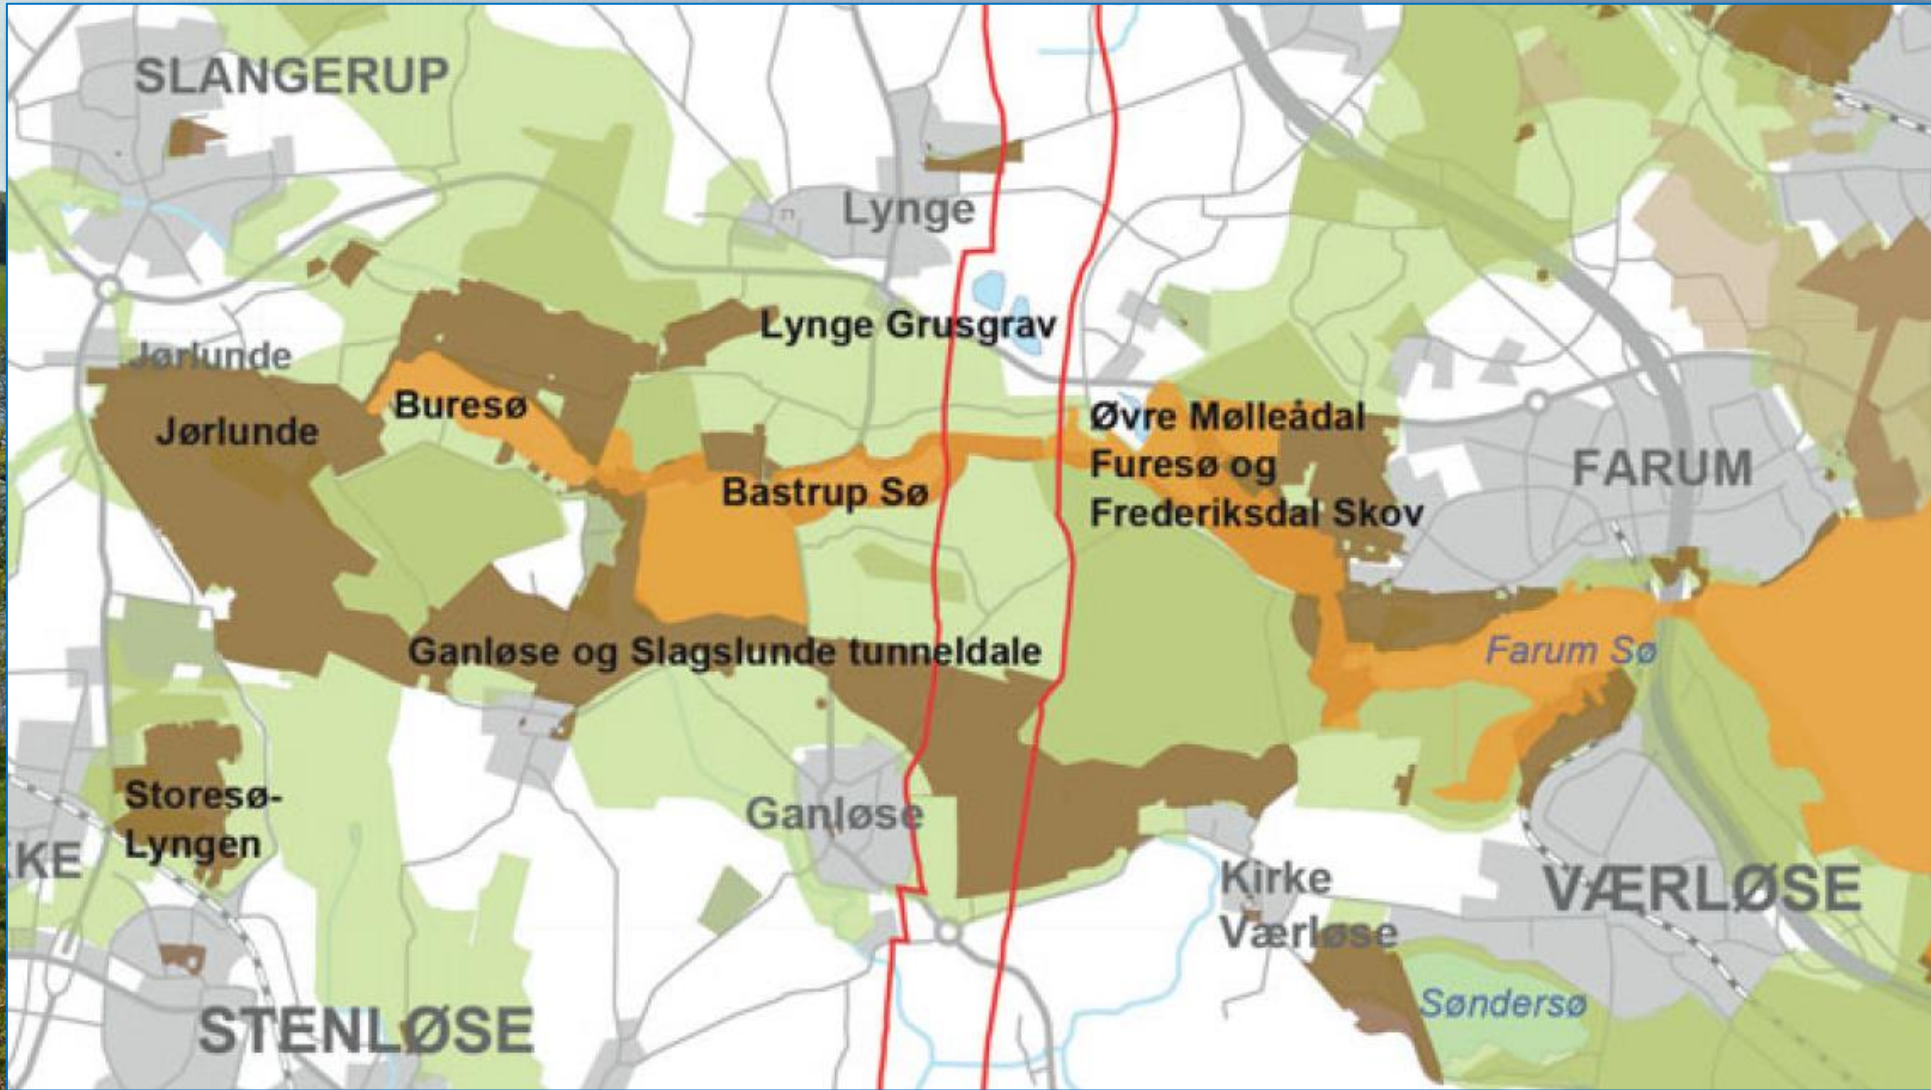 SLANGERUP
Lynge
Lynge Grusgrav
Jørlunde
Buresø
Jørlunde
Øvre Mølleådal
Furesø og
Frederiksdal Skov
FARUM
Bastrup Sø
Ganløse og Slagslunde tunneldale
Farum Sø
Storesø-
Lyngen
KE
Ganløse
Kirke
Værløse
VÆRLØSE
Søndersø
STENLØSE